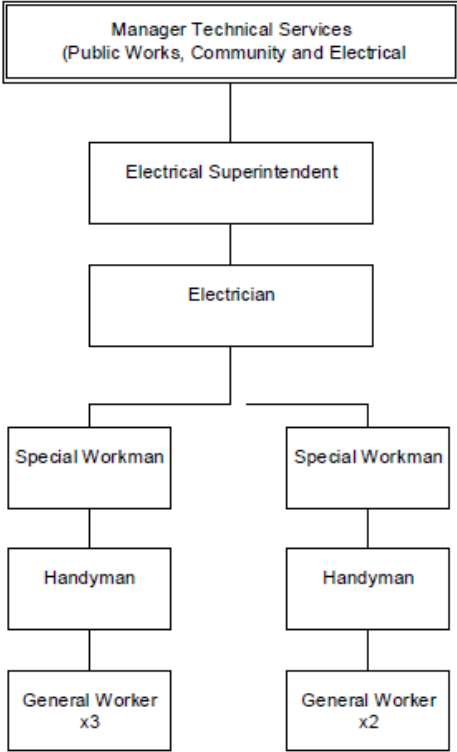 Manager Technical Services
(Public Works, Community and Electrical
Electrical Superintendent
Electrician
Special Workman
Special Workman
Handyman
Handyman
General Worker
x3
General Worker
x2